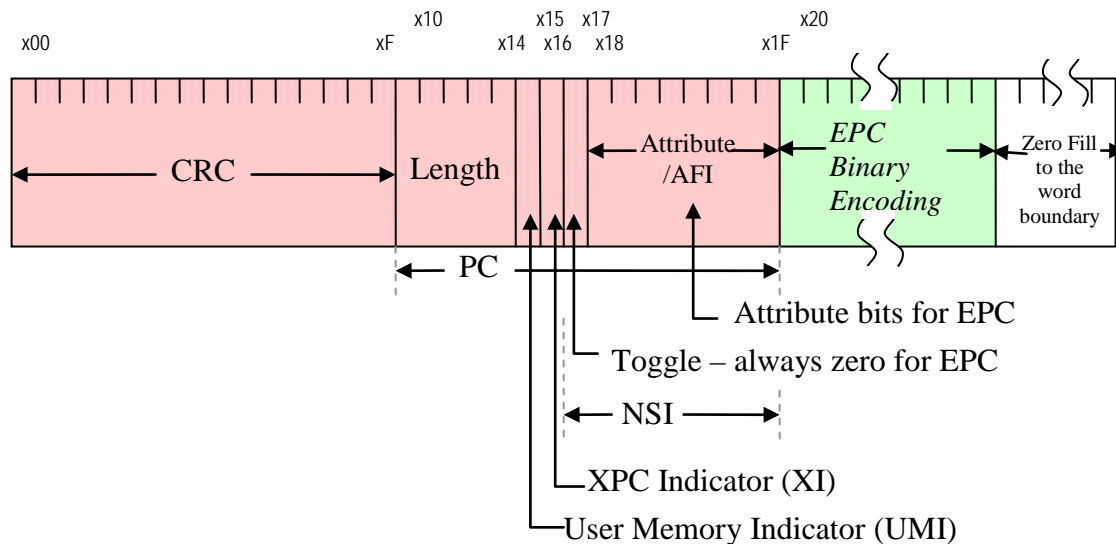 x10 x15 x17 x20
x00 xF x14 x16 x18 x1F
CRC
Length
Attribute
/AFI
EPC
Binary
Encoding
Zero Fill
to the
word
boundary
PC
Attribute bits for EPC
Toggle – always zero for EPC
NSI
XPC Indicator (XI)
User Memory Indicator (UMI)